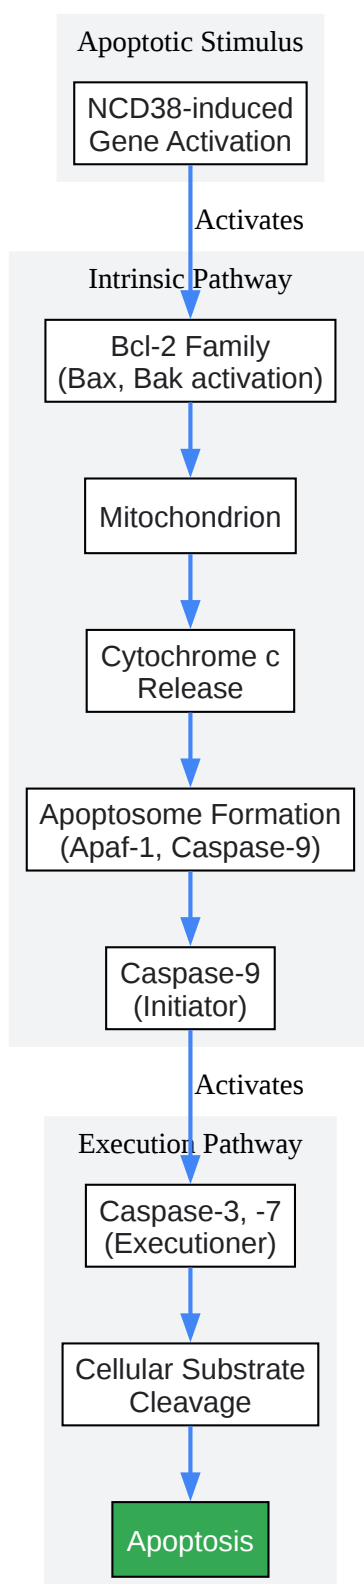 Apoptotic Stimulus
NCD38-induced
Gene Activation
Activates
Intrinsic Pathway
Bcl-2 Family
(Bax, Bak activation)
Mitochondrion
Cytochrome c
Release
Apoptosome Formation
(Apaf-1, Caspase-9)
Caspase-9
(Initiator)
Activates
Execution Pathway
Caspase-3, -7
(Executioner)
Cellular Substrate
Cleavage
Apoptosis